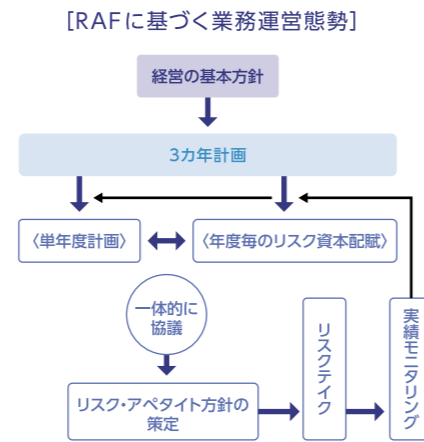 [RAFに基づく業務運営態勢]
経営の基本方針
3カ年計画
〈単年度計画〉
〈年度毎のリスク資本配賦〉
一体的に
協議
リスク・アペタイト方針の
策定
リスクテイク
実績モニタリング